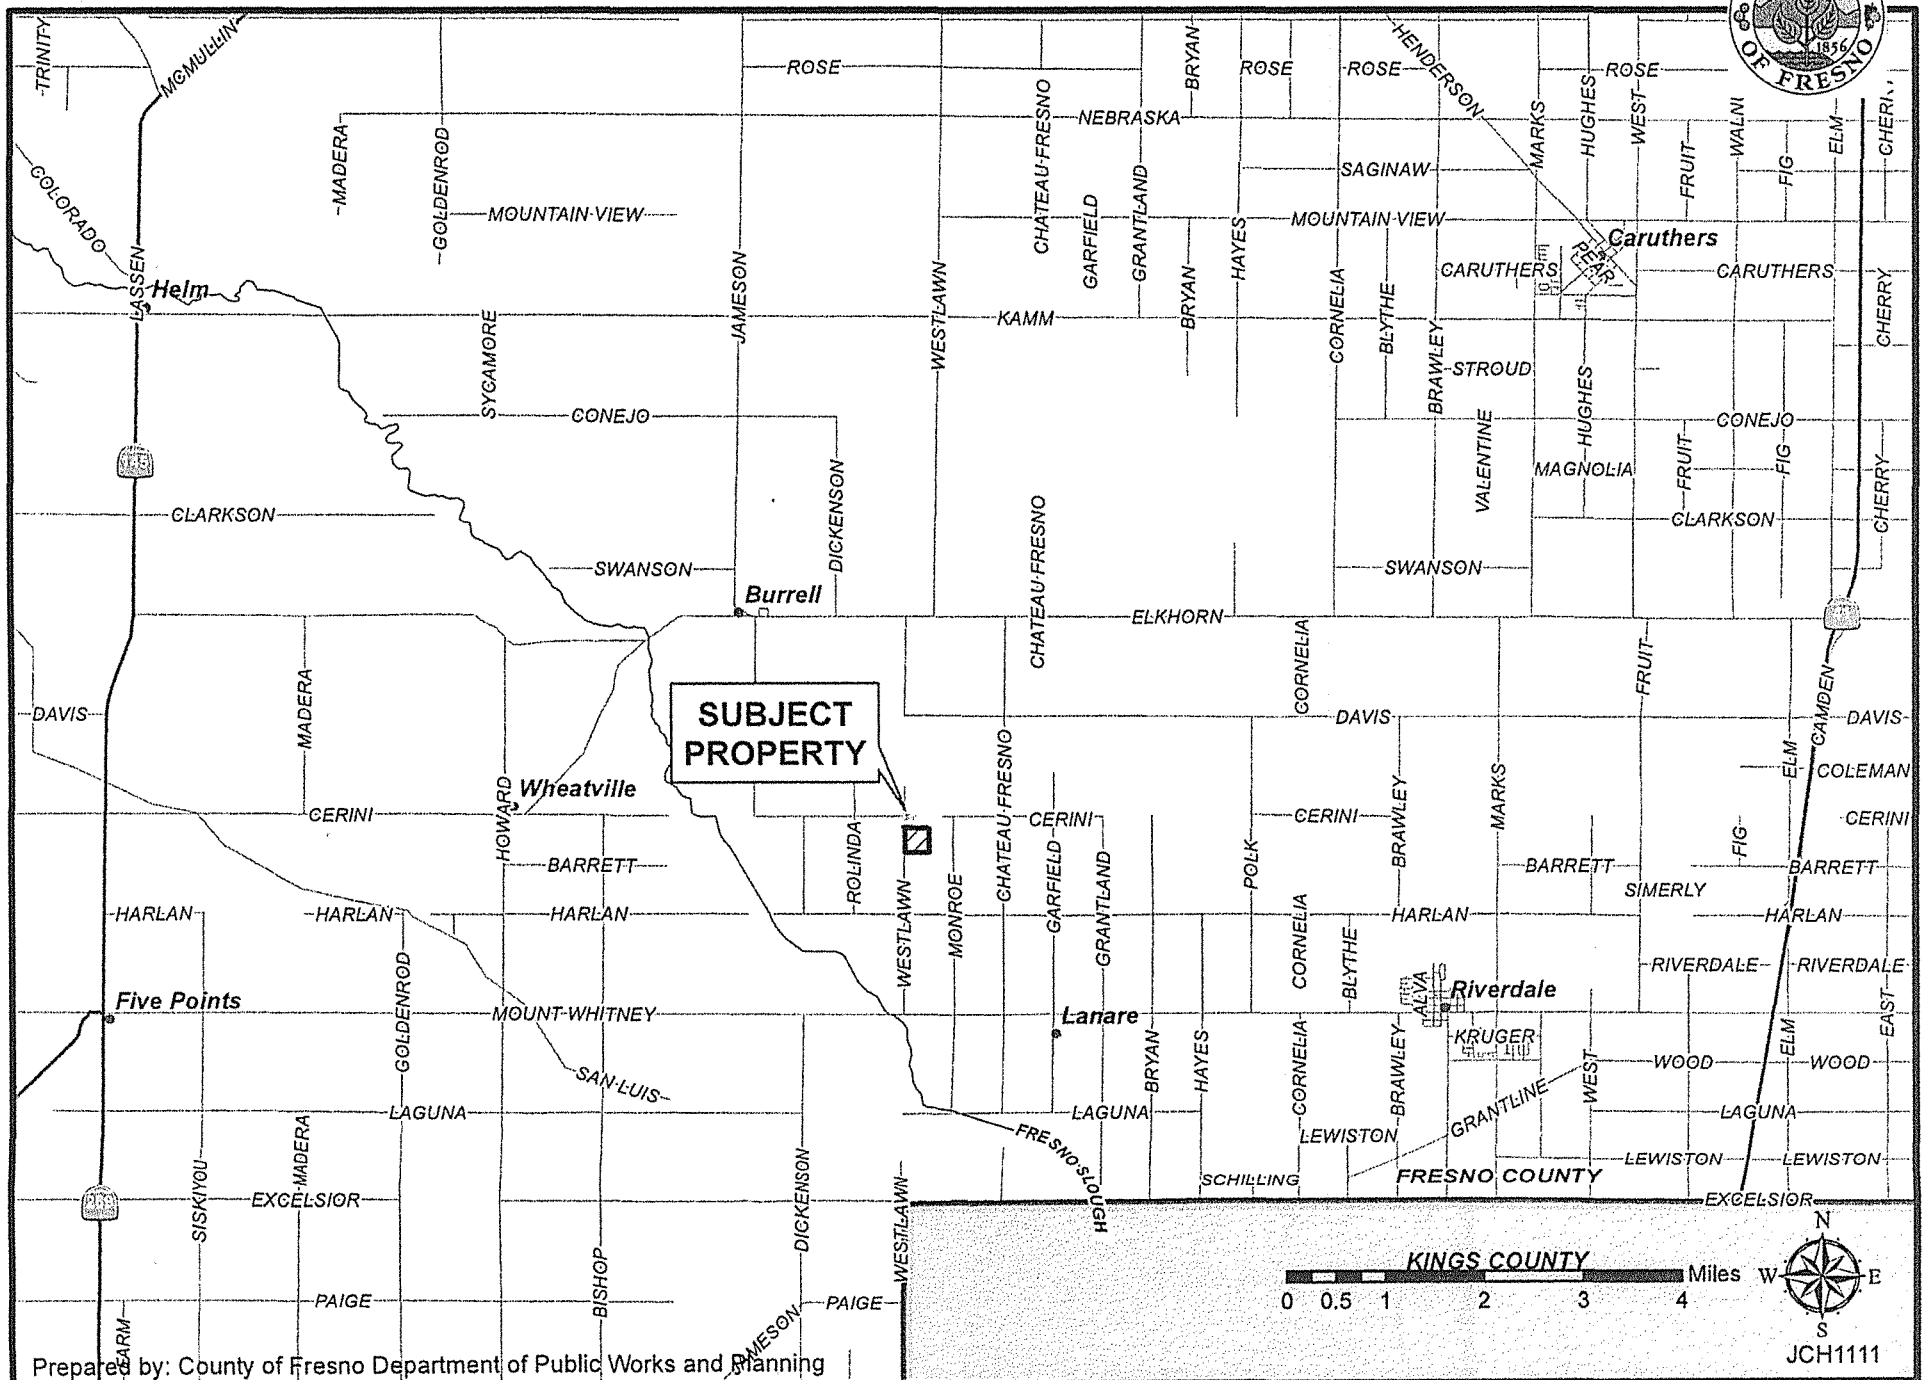 1856
OF FRESNO
TRINITY
MCMULLIN
ROSE
BRYAN
ROSE
ROSE
HENDERSON
ROSE
CHATEAU FRESNO
NEBRASKA
MADERA
GOLDENROD
MARKS
HUGHES
WEST
WALNI
ELM
SAGINAW
FRUIT
FIG
COLORADO
MOUNTAIN VIEW
GARFIELD
GRANTLAND
HAYES
MOUNTAIN VIEW
Caruthers
PEAR
CARUTHERS
CARUTHERS
LASSEN
Helm
JAMESON
WESTLAWN
BRYAN
CORNELIA
BLYTHE
CHERRY
KAMM
SYCAMORE
BRAWLEY
STROUD
HUGHES
CONEJO
VALENTINE
CONEJO
MAGNOLIA
FRUIT
FIG
CHERRY
DICKENSON
CLARKSON
CLARKSON
CHATEAU FRESNO
SWANSON
SWANSON
Burrell
ELKHORN
CORNELIA
FRUIT
MADERA
SUBJECT
PROPERTY
DAVIS
DAVIS
CAMDEN
DAVIS
CHATEAU FRESNO
MARKS
ELM
COLEMAN
HOWARD
Wheatville
CERINI
ROLINDA
CERINI
CERINI
BRAWLEY
CERINI
BARRETT
GARFIELD
GRANTLAND
POLK
BARRETT
FIG
BARRETT
SIMERLY
HARLAN
HARLAN
HARLAN
WESTLAWN
MONROE
CORNELIA
HARLAN
HARLAN
GOLDENROD
BLYTHE
RIVERDALE
RIVERDALE
ALVA
Riverdale
Five Points
MOUNT WHITNEY
Lanare
EAST
KRUGER
BRYAN
HAYES
CORNELIA
BRAWLEY
WEST
WOOD
ELM
WOOD
SAN LUIS
LAGUNA
LAGUNA
GRANTLINE
LAGUNA
MADERA
FRESNO SLOUGH
LEWISTON
LEWISTON
LEWISTON
SISKIYOU
DICKENSON
SCHILLING
FRESNO COUNTY
EXCELSIOR
WESTLAWN
EXCELSIOR
BISHOP
KINGS COUNTY
Miles
0 0.5 1 2 3 4
N
W
E
S
PAIGE
JAMESON
PAIGE
FARM
JCH1111
Prepared by: County of Fresno Department of Public Works and Planning